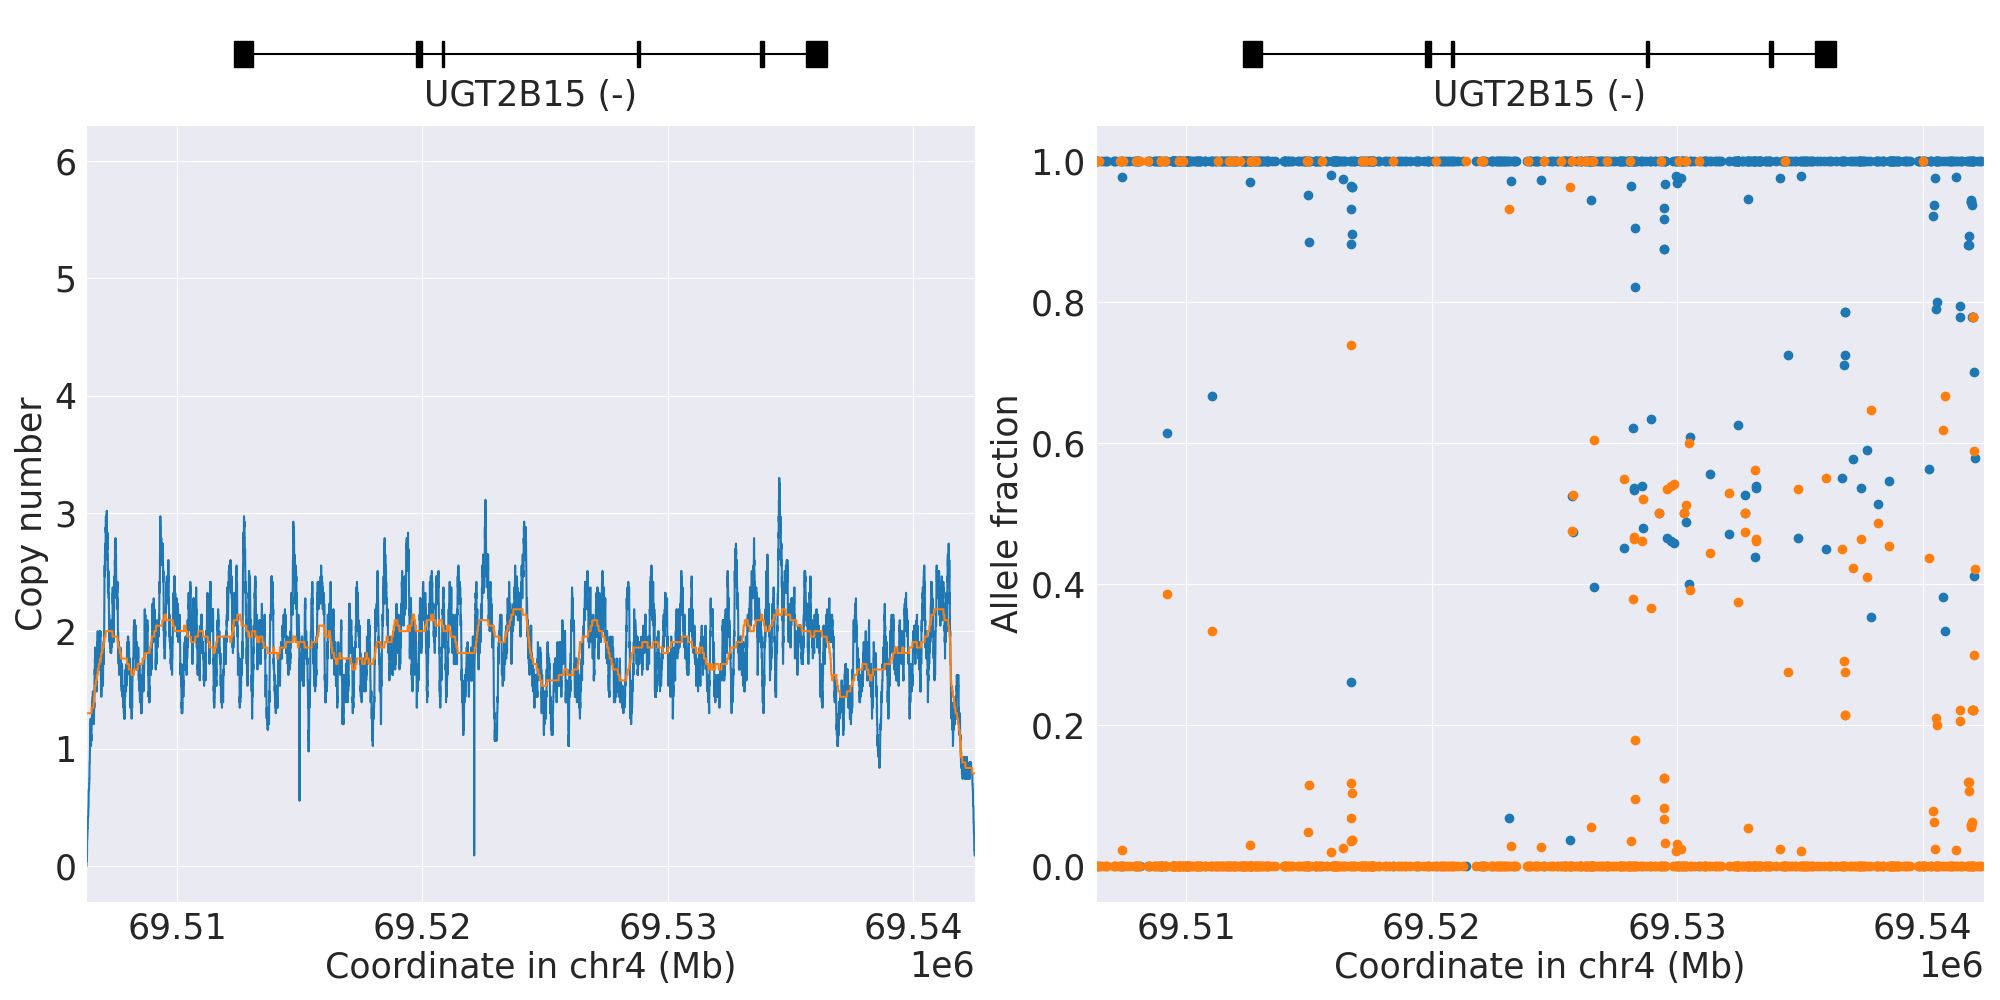 UGT2B15 (-)
Copy number
6
5
4
3
2
1
0
69.51 69.52 69.53 69.54
Coordinate in chr4 (Mb)
1e6
UGT2B15 (-)
Allele fraction
1.0
0.8
0.6
0.4
0.2
0.0
69.51 69.52 69.53 69.54
Coordinate in chr4 (Mb)
1e6